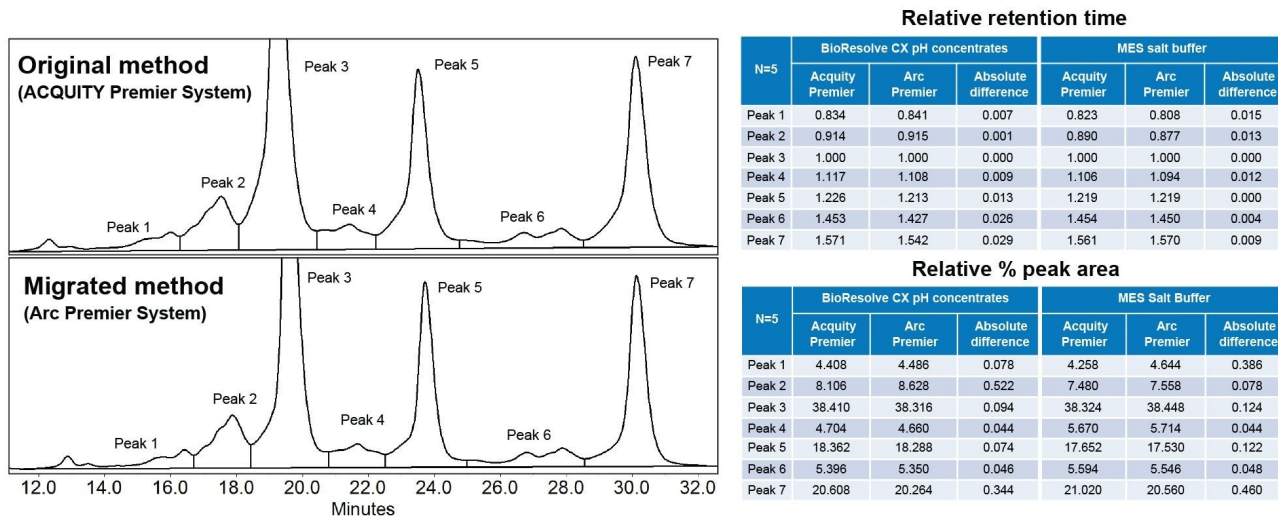 Original method
(ACQUITY Premier System)
Peak 1
Peak 2
Peak 3
Peak 4
Peak 5
Peak 6
Peak 7
Migrated method
(Arc Premier System)
Peak 1
Peak 2
Peak 3
Peak 4
Peak 5
Peak 6
Peak 7
12.0 14.0 16.0 18.0 20.0 22.0 24.0 26.0 28.0 30.0 32.0
Minutes
Relative retention time
N=5 BioResolve CX pH concentrates MES salt buffer
Acquity Premier Arc Premier Absolute difference Acquity Premier Arc Premier Absolute difference
Peak 1 0.834 0.841 0.007 0.823 0.808 0.015
Peak 2 0.914 0.915 0.001 0.890 0.877 0.013
Peak 3 1.000 1.000 0.000 1.000 1.000 0.000
Peak 4 1.117 1.108 0.009 1.106 1.094 0.012
Peak 5 1.226 1.213 0.013 1.219 1.219 0.000
Peak 6 1.453 1.427 0.026 1.454 1.450 0.004
Peak 7 1.571 1.542 0.029 1.561 1.570 0.009
Relative % peak area
N=5 BioResolve CX pH concentrates MES Salt Buffer
Acquity Premier Arc Premier Absolute difference Acquity Premier Arc Premier Absolute difference
Peak 1 4.408 4.486 0.078 4.258 4.644 0.386
Peak 2 8.106 8.628 0.522 7.480 7.558 0.078
Peak 3 38.410 38.316 0.094 38.324 38.448 0.124
Peak 4 4.704 4.660 0.044 5.670 5.714 0.044
Peak 5 18.362 18.288 0.074 17.652 17.530 0.122
Peak 6 5.396 5.350 0.046 5.594 5.546 0.048
Peak 7 20.608 20.264 0.344 21.020 20.560 0.460